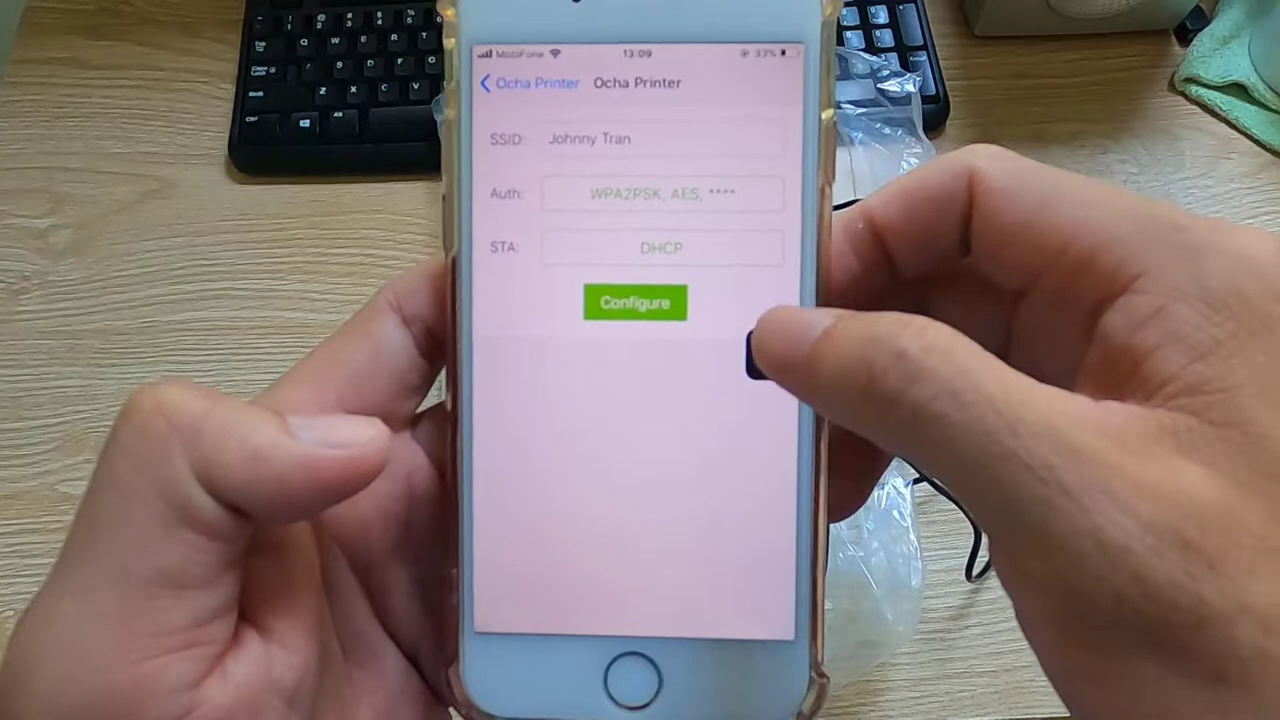 MobiFone 13:09 33%
Ocha Printer Ocha Printer
SSID: Johnny Tran
Auth: WPA2PSK, AES, ****
STA: DHCP
Configure